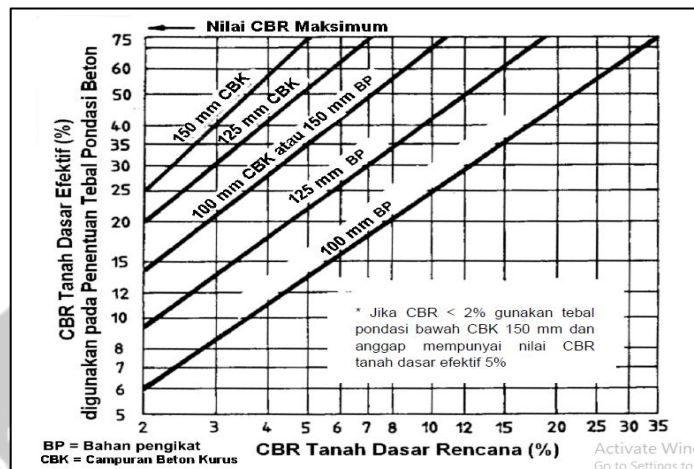 Nilai CBR Maksimum
CBR Tanah Dasar Efektif (%)
digunakan pada Penentuan Tebal Pondasi Beton
75
60
50
40
35
30
25
20
15
12
10
8
7
6
5
150 mm CBK
125 mm CBK
100 mm CBK atau 150 mm BP
125 mm BP
100 mm BP
* Jika CBR < 2% gunakan tebal
pondasi bawah CBK 150 mm dan
anggap mempunyai nilai CBR
tanah dasar efektif 5%
2 3 4 5 6 7 8 9 10 15 20 25 30 35
BP = Bahan pengikat
CBK = Campuran Beton Kurus
CBR Tanah Dasar Rencana (%)
Activate Win
Go to Settings to